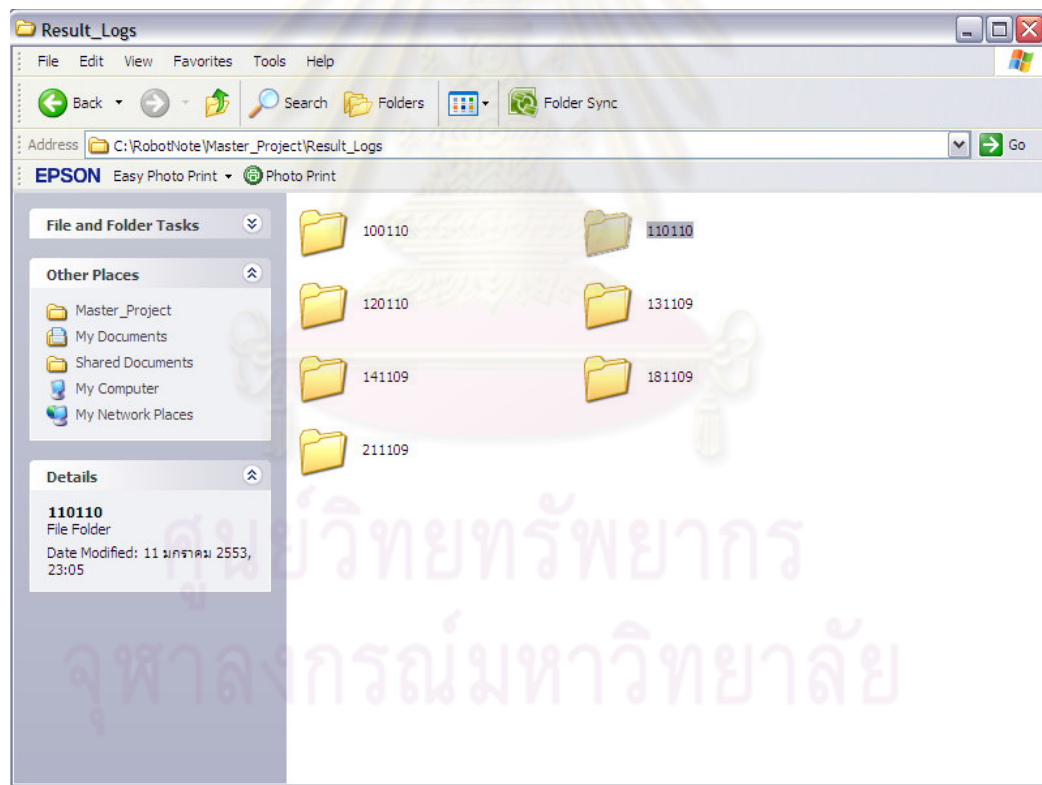 Result_Logs
File Edit View Favorites Tools Help
Back Search Folders Folder Sync
Address C:\RobotNote\Master_Project\Result_Logs Go
EPSON Easy Photo Print Photo Print
File and Folder Tasks
Other Places
Master_Project
My Documents
Shared Documents
My Computer
My Network Places
Details
110110
File Folder
Date Modified: 11 มกราคม 2553,
23:05
100110 110110
120110 131109
141109 181109
211109
ศูนย์วิทยทรัพยากร
จุฬาลงกรณ์มหาวิทยาลัย